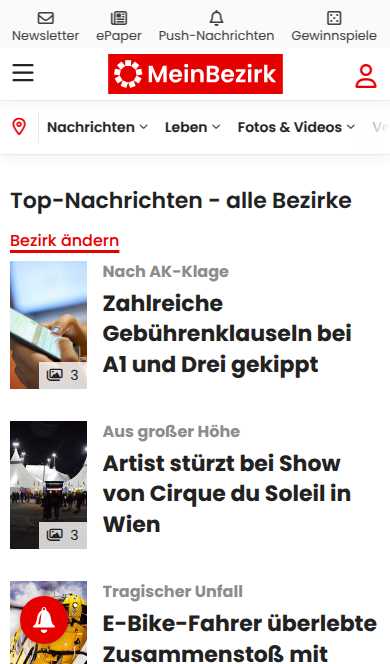 Newsletter ePaper Push-Nachrichten Gewinnspiele
MeinBezirk
Nachrichten Leben Fotos & Videos
Top-Nachrichten - alle Bezirke
Bezirk ändern
Nach AK-Klage
Zahlreiche
Gebührenklauseln bei
A1 und Drei gekippt
3
Aus großer Höhe
Artist stürzt bei Show
von Cirque du Soleil in
Wien
3
Tragischer Unfall
E-Bike-Fahrer überlebte
Zusammenstoß mit